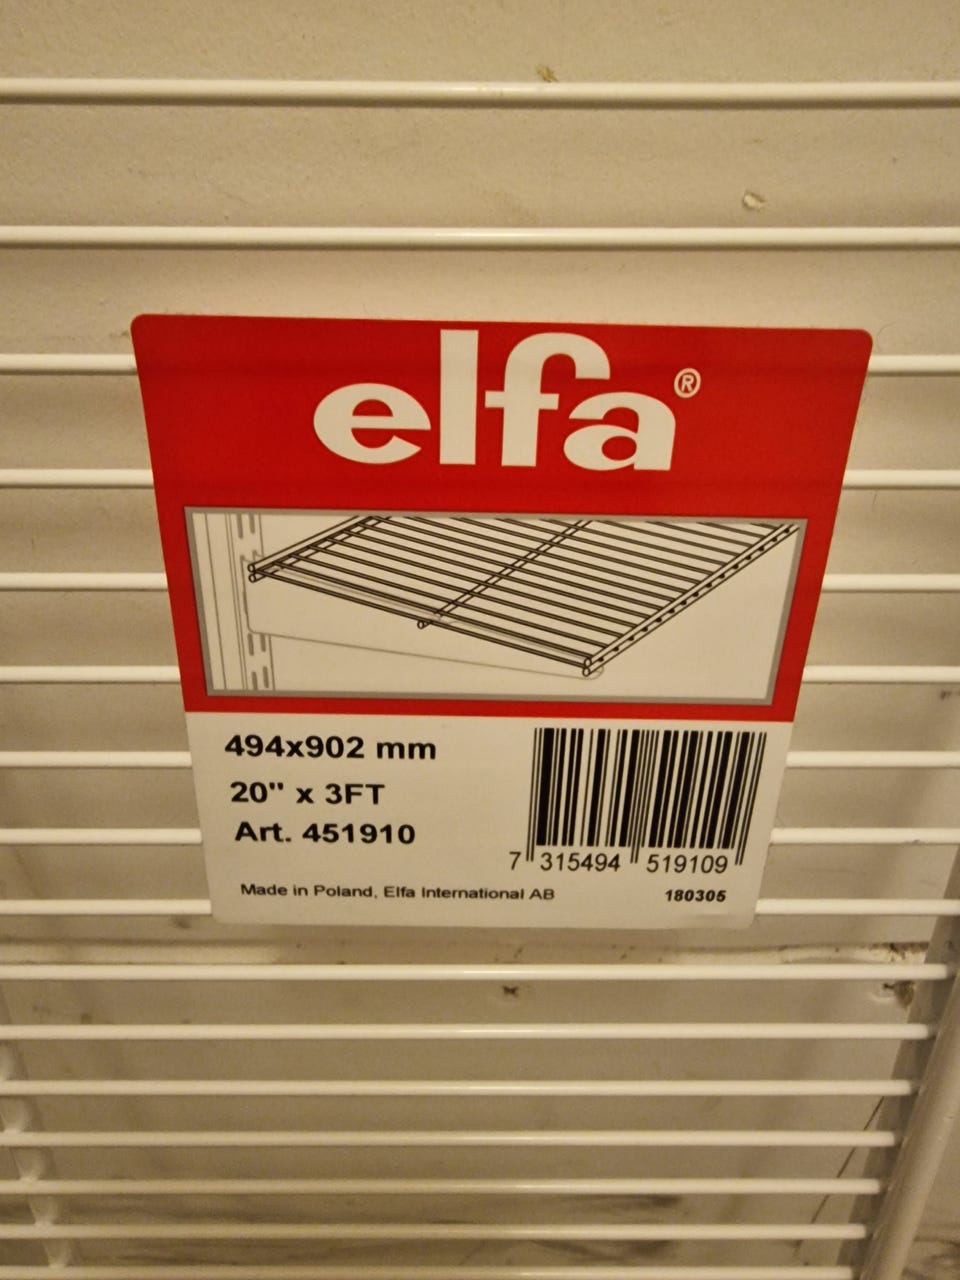 elfa®
494x902 mm
20" x 3FT
Art. 451910
7 315494 519109
Made in Poland, Elfa International AB
180305